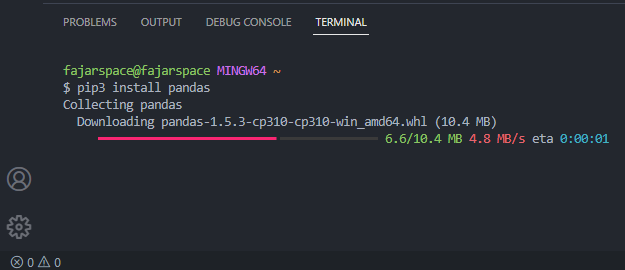 PROBLEMS OUTPUT DEBUG CONSOLE TERMINAL
fajarspace@fajarspace MINGW64 ~
$ pip3 install pandas
Collecting pandas
Downloading pandas-1.5.3-cp310-cp310-win_amd64.whl (10.4 MB)
6.6/10.4 MB 4.8 MB/s eta 0:00:01
0 0